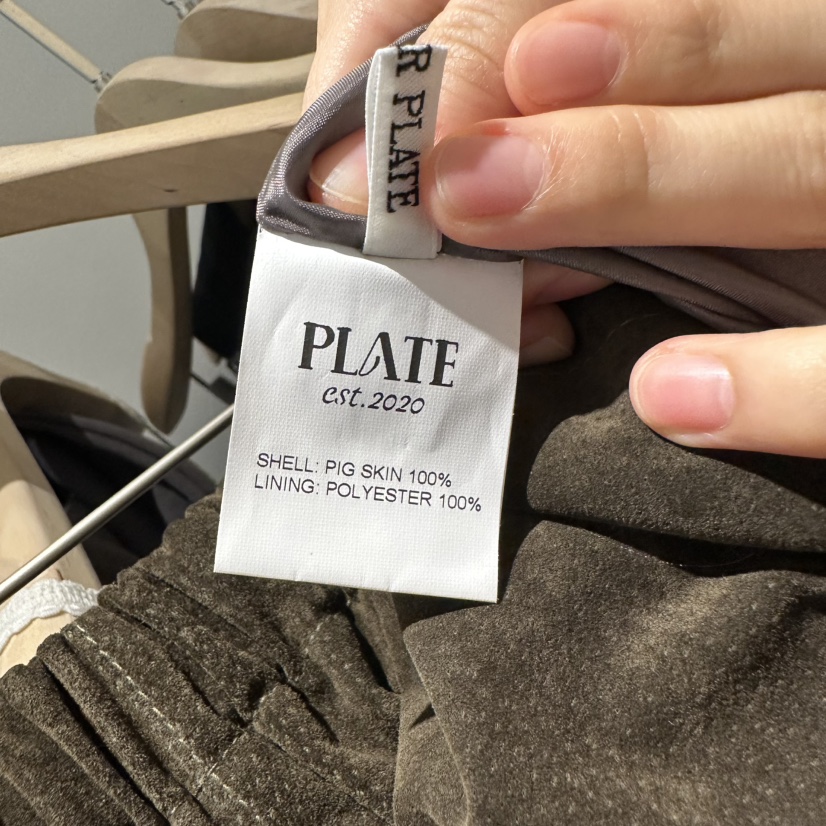 R PLATE
PLATE
est.2020
SHELL: PIG SKIN 100%
LINING: POLYESTER 100%